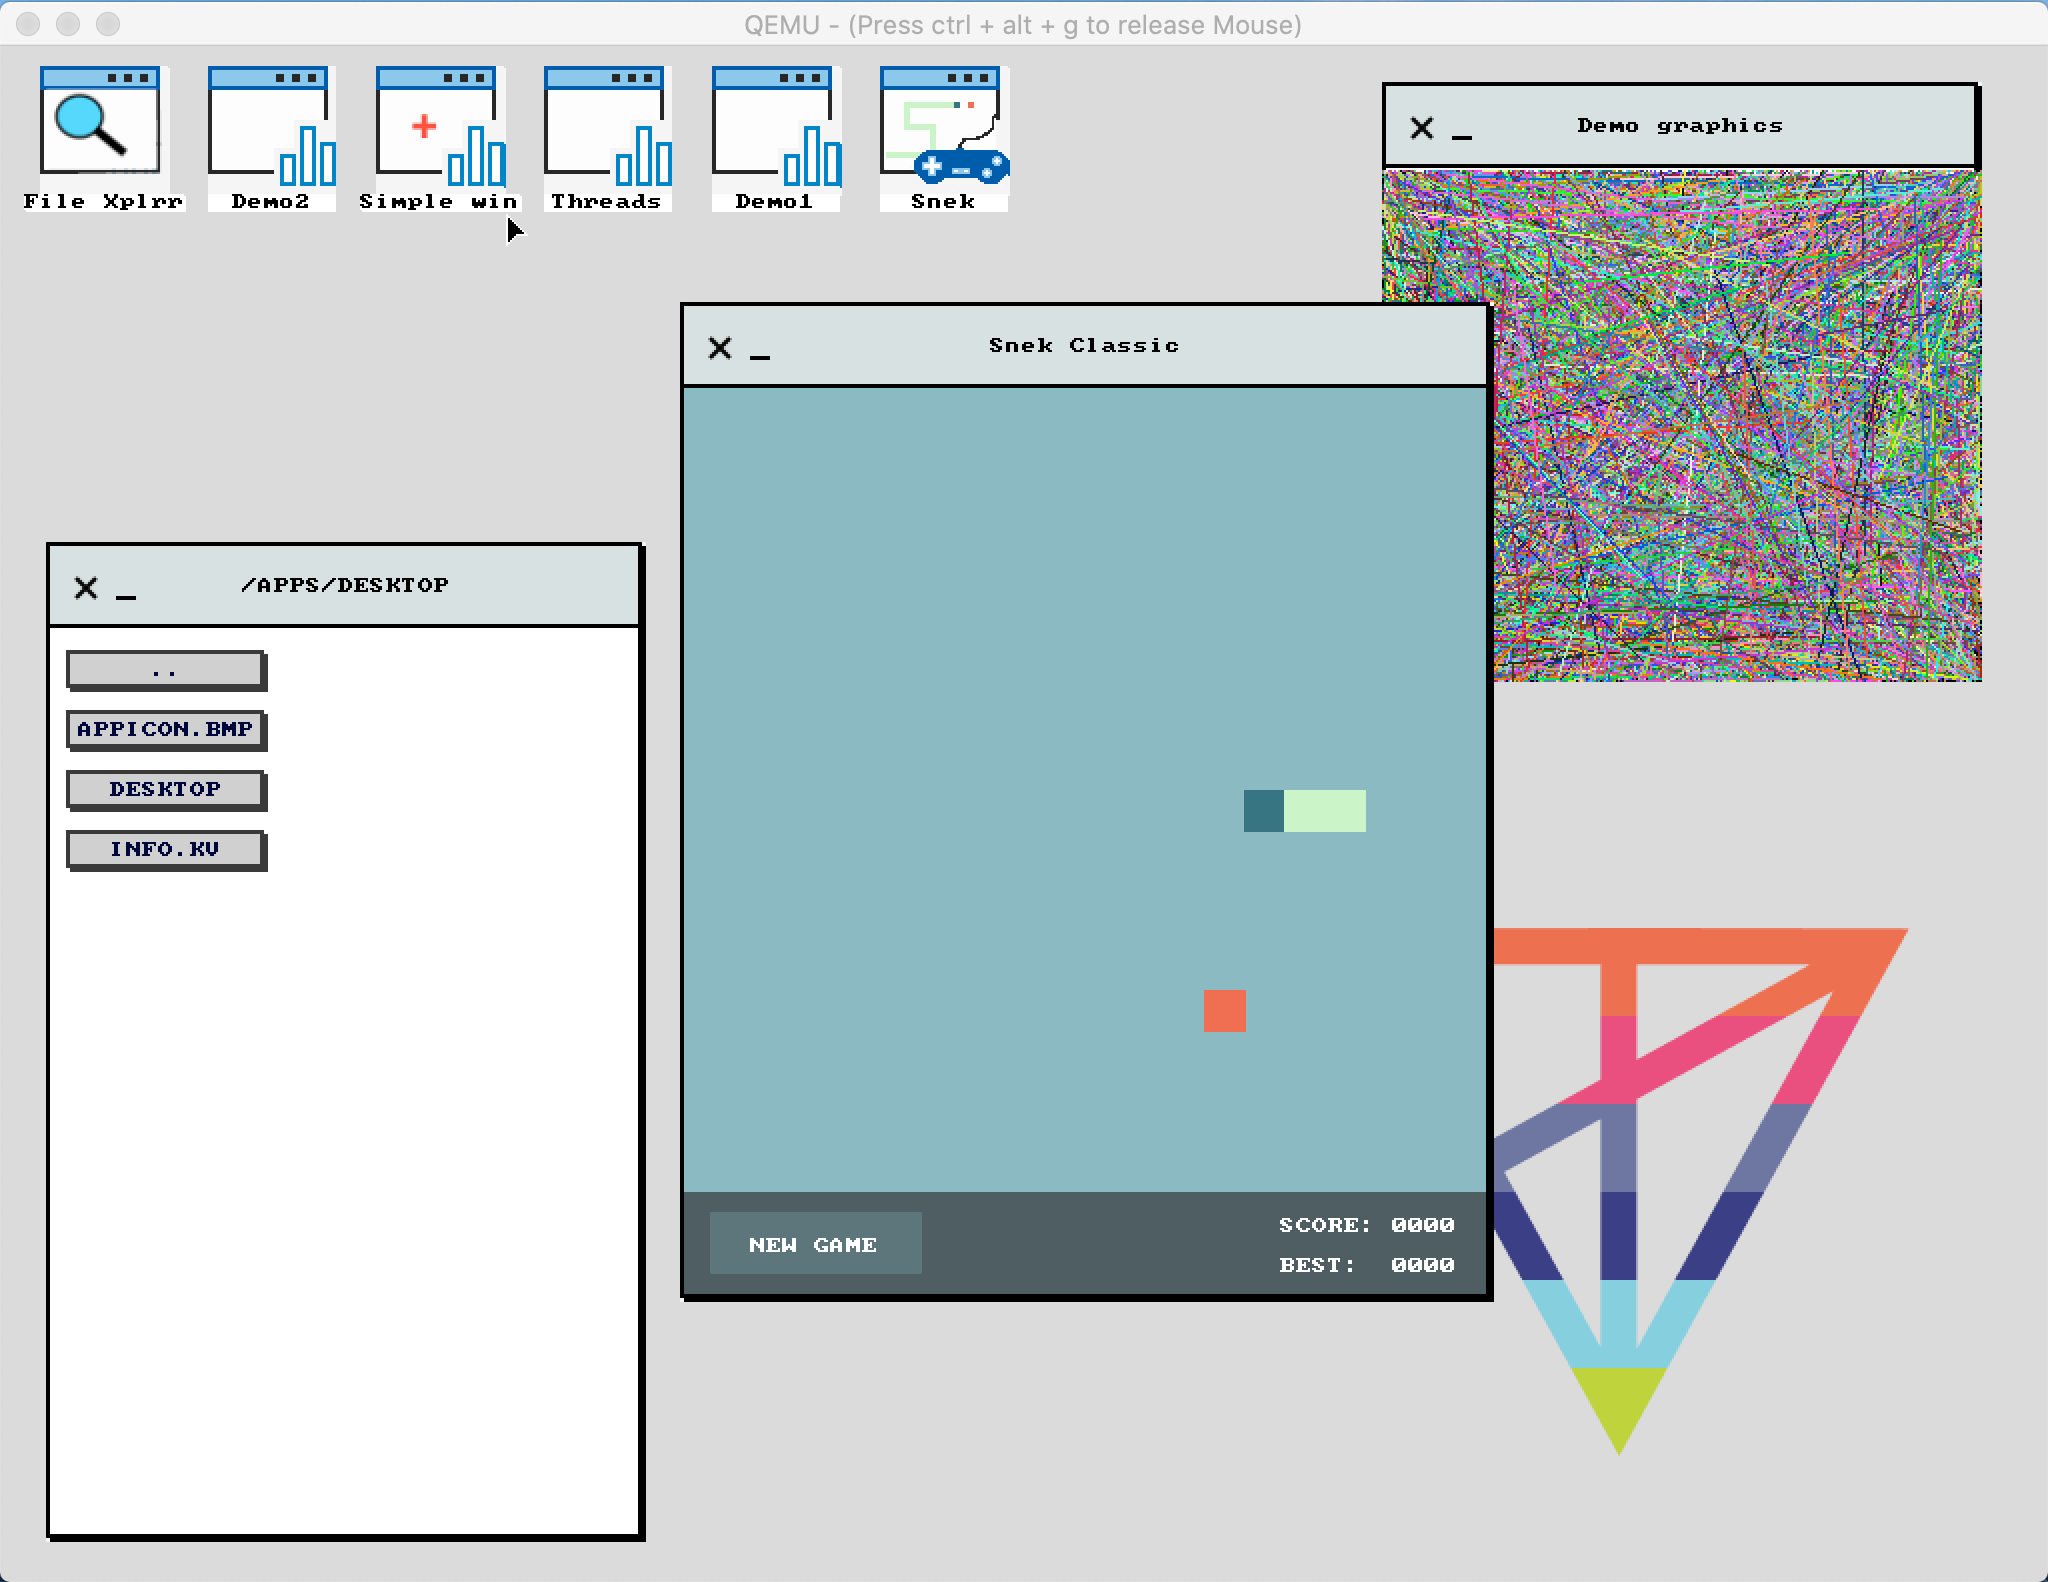 QEMU - (Press ctrl + alt + g to release Mouse)
File Xplrr
Demo2
Simple win
Threads
Demo1
Snek
Demo graphics
Snek Classic
/APPS/DESKTOP
..
APPICON.BMP
DESKTOP
INFO.KV
NEW GAME
SCORE: 0000
BEST: 0000